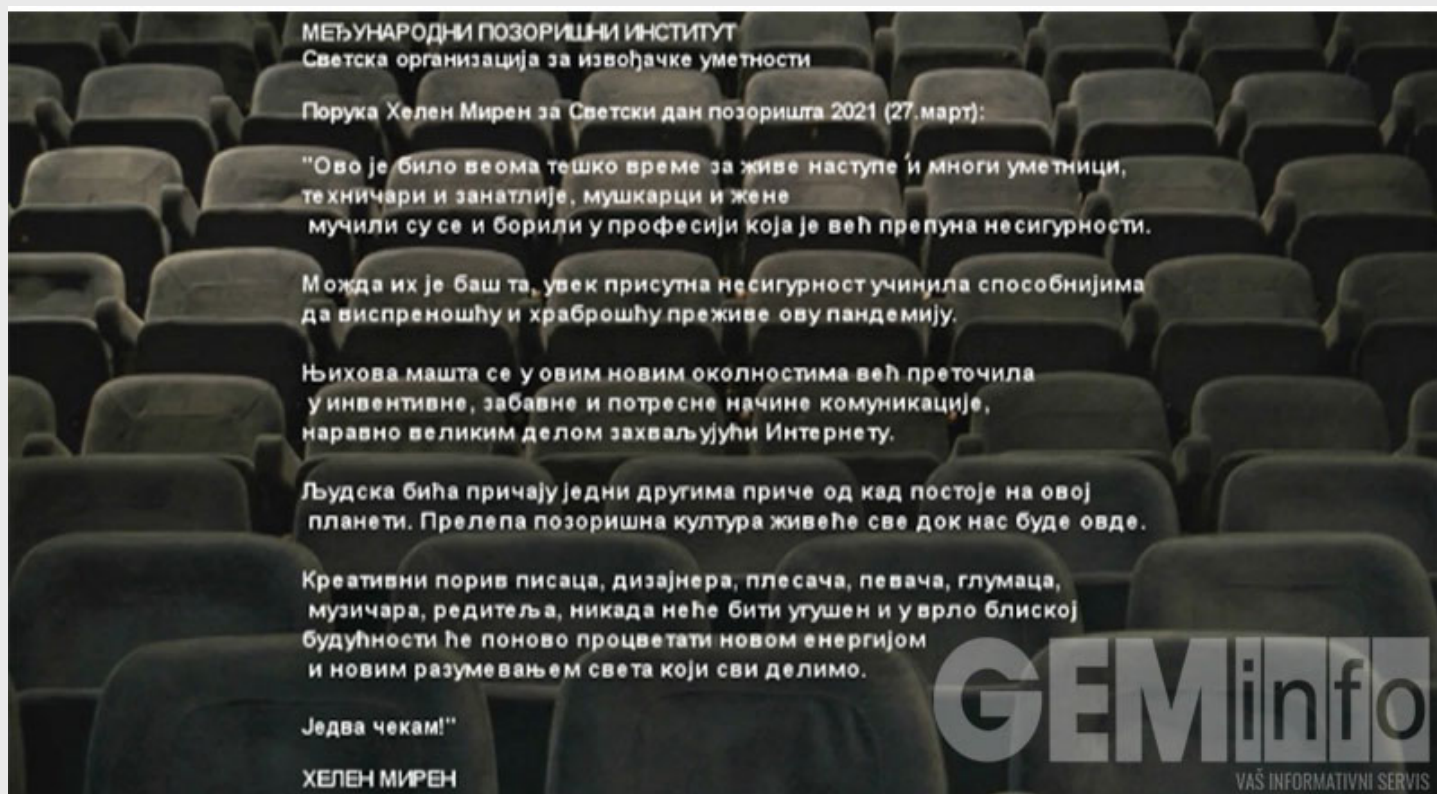 МЕЂУНАРОДНИ ПОЗОРИШНИ ИНСТИТУТ
Светска организација за извођачке уметности
Порука Хелен Мирен за Светски дан позоришта 2021 (27.март):
"Ово је било веома тешко време за живе наступе и многи уметници,
техничари и занатлије, мушкарци и жене
мучили су се и борили у професији која је већ препуна несигурности.
Можда их је баш та, увек присутна несигурност учинила способнијима
да виспреношћу и храброшћу преживе ову пандемију.
Њихова машта се у овим новим околностима већ преточила
у инвентивне, забавне и потресне начине комуникације,
наравно великим делом захваљујући Интернету.
Људска бића причају једни другима приче од кад постоје на овој
планети. Прелепа позоришна култура живеће све док нас буде овде.
Креативни порив писаца, дизајнера, плесача, певача, глумаца,
музичара, редитеља, никада неће бити угушен и у врло блиској
будућности ће поново процветати новом енергијом
и новим разумевањем света који сви делимо.
Једва чекам!"
ХЕЛЕН МИРЕН
GEMinfo
VAŠ INFORMATIVNI SERVIS